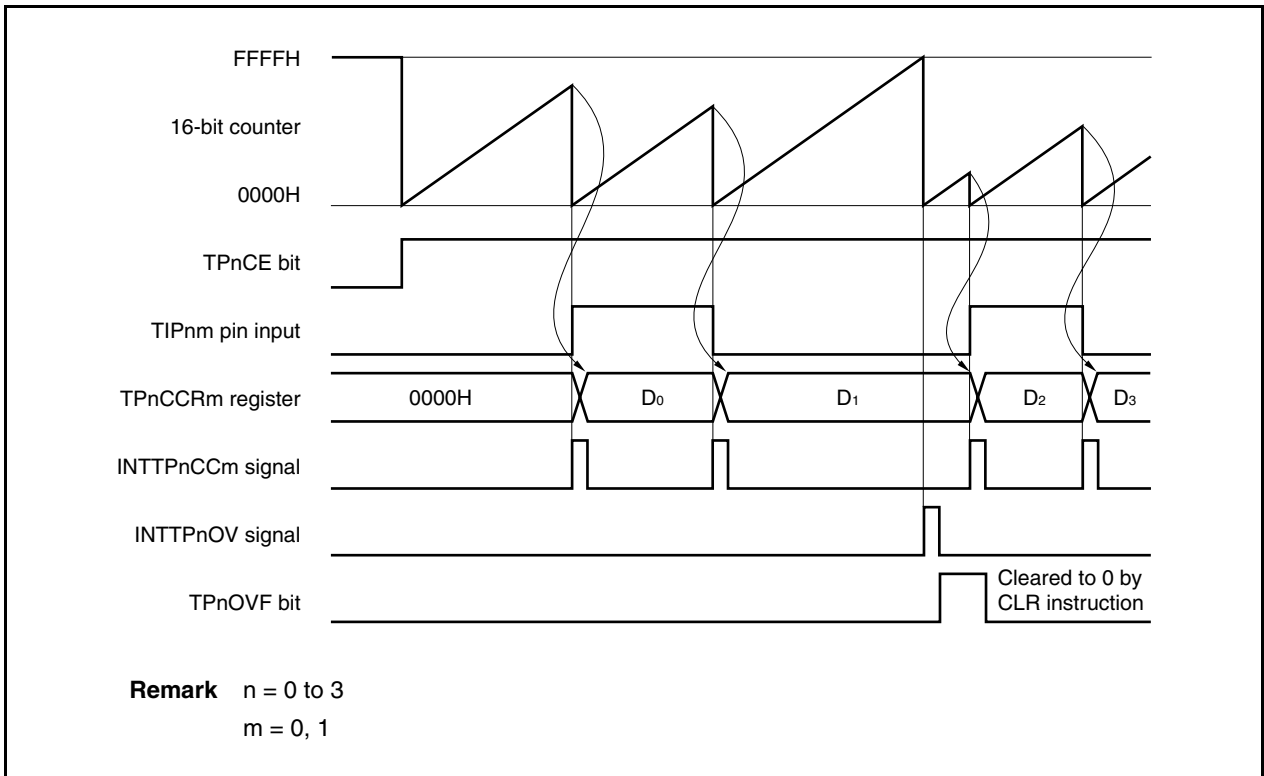 FFFFH
16-bit counter
0000H
TPnCE bit
TIPnm pin input
TPnCCRm register
0000H
D0
D1
D2
D3
INTTPnCCm signal
INTTPnOV signal
TPnOVF bit
Cleared to 0 by
CLR instruction
Remark n = 0 to 3
m = 0, 1